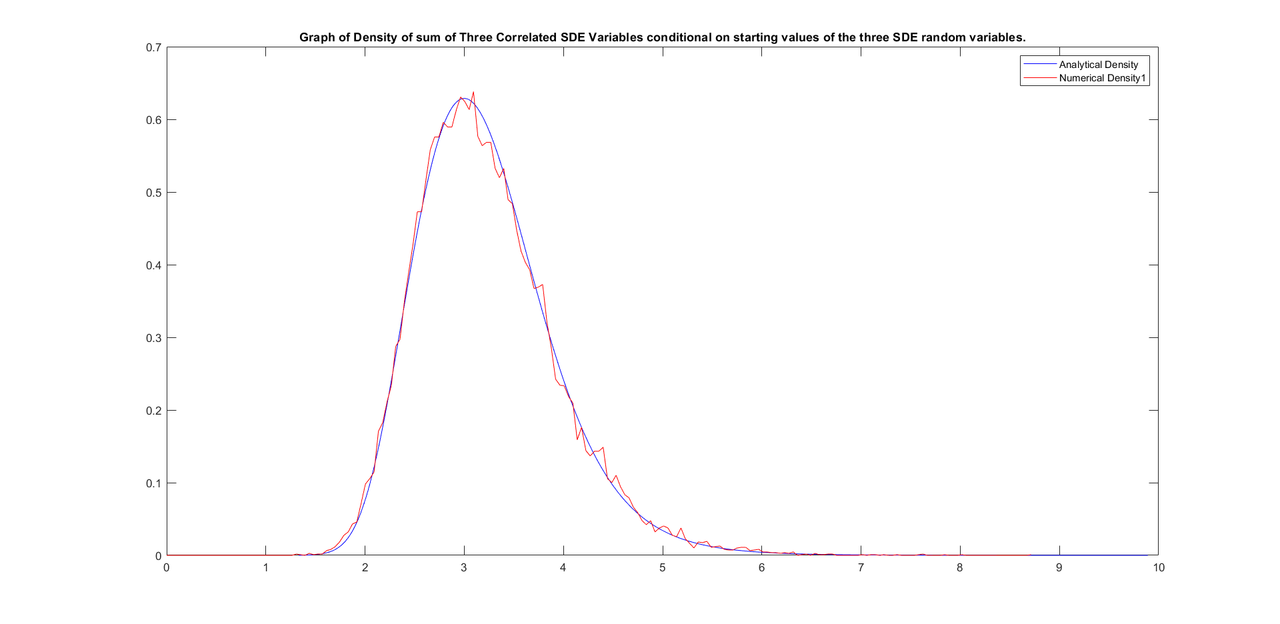 Graph of Density of sum of Three Correlated SDE Variables conditional on starting values of the three SDE random variables.
Analytical Density
Numerical Density1
0.7
0.6
0.5
0.4
0.3
0.2
0.1
0
0 1 2 3 4 5 6 7 8 9 10